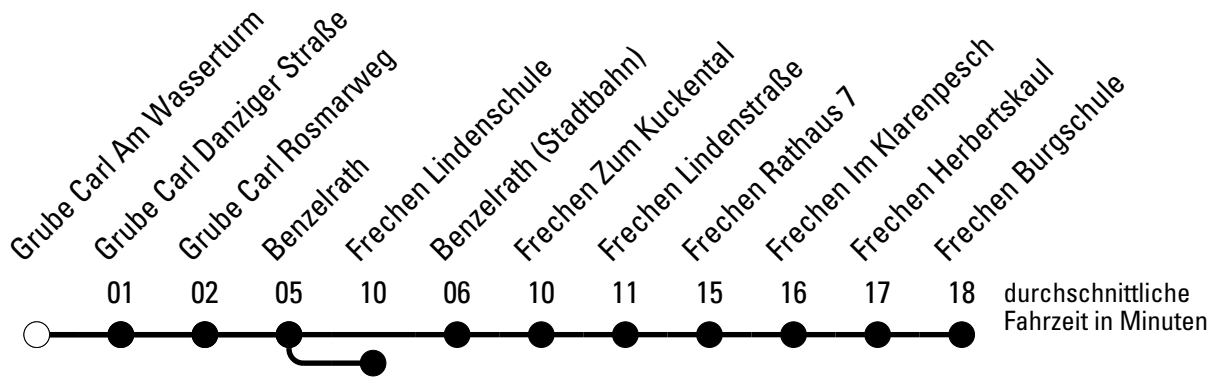 Grube Carl Am Wasserturm
Grube Carl Danziger Straße
Grube Carl Rosmarweg
Benzelrath
Frechen Lindenschule
Benzelrath (Stadtbahn)
Frechen Zum Kuckental
Frechen Lindenstraße
Frechen Rathaus 7
Frechen Im Klarenpesch
Frechen Herbertskaul
Frechen Burgschule
01 02 05 10 06 10 11 15 16 17 18 durchschnittliche
Fahrzeit in Minuten